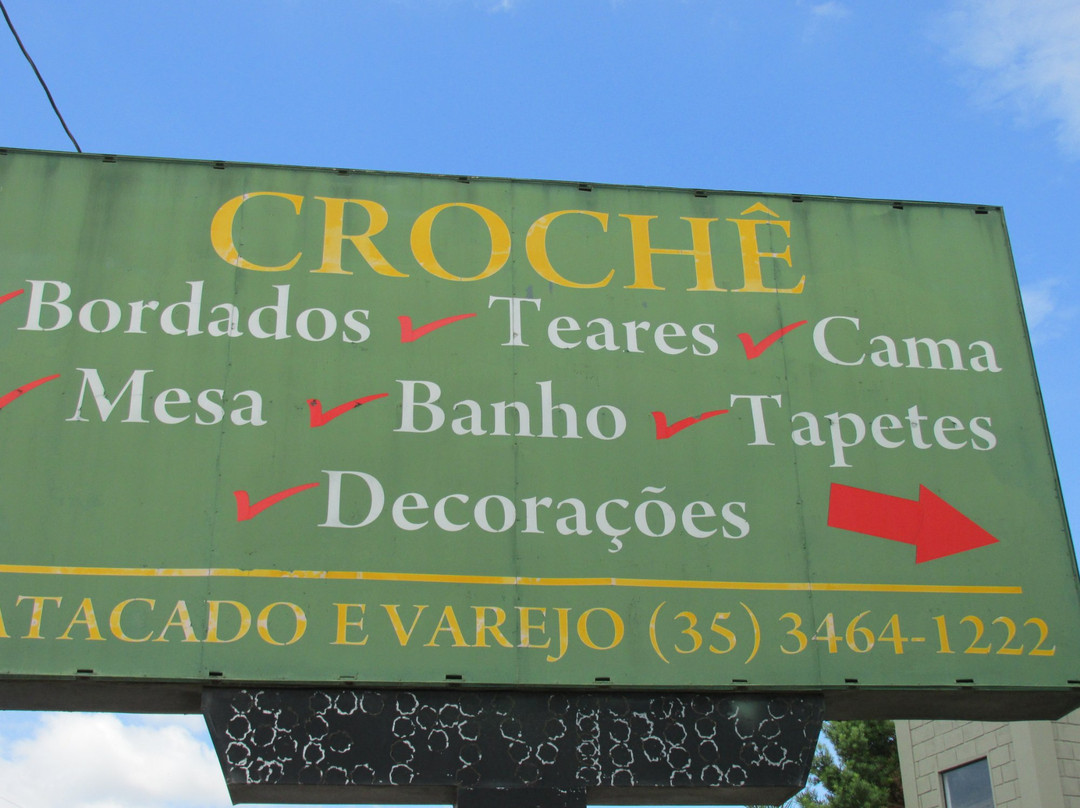 CROCHÊ
Bordados Teares Cama
Mesa Banho Tapetes
Decorações
ATACADO E VAREJO (35) 3464-1222